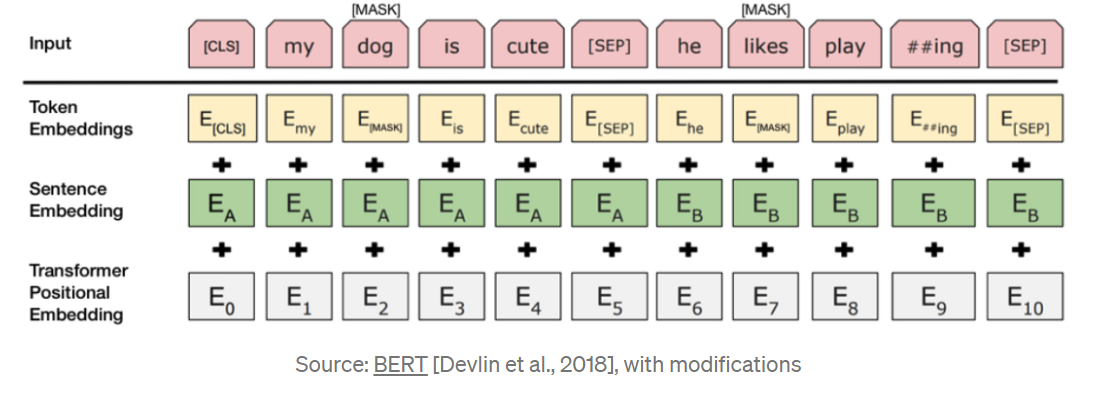 [MASK] [MASK]
Input [CLS] my dog is cute [SEP] he likes play ##ing [SEP]
Token
Embeddings
E[CLS] Emy E[MASK] Eis Ecute E[SEP] Ehe E[MASK] Eplay E##ing E[SEP]
+ + + + + + + + + + +
Sentence
Embedding
EA EA EA EA EA EA EB EB EB EB EB
+ + + + + + + + + + +
Transformer
Positional
Embedding
E0 E1 E2 E3 E4 E5 E6 E7 E8 E9 E10
Source: BERT [Devlin et al., 2018], with modifications